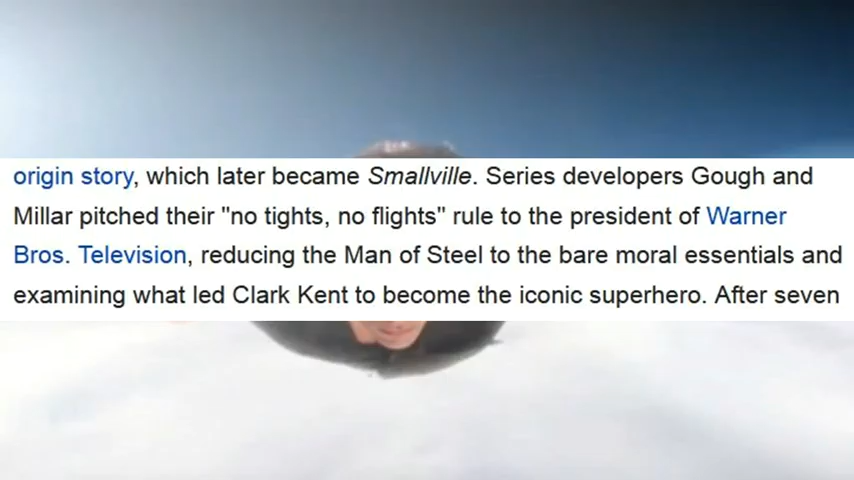 origin story, which later became Smallville. Series developers Gough and
Millar pitched their "no tights, no flights" rule to the president of Warner
Bros. Television, reducing the Man of Steel to the bare moral essentials and
examining what led Clark Kent to become the iconic superhero. After seven